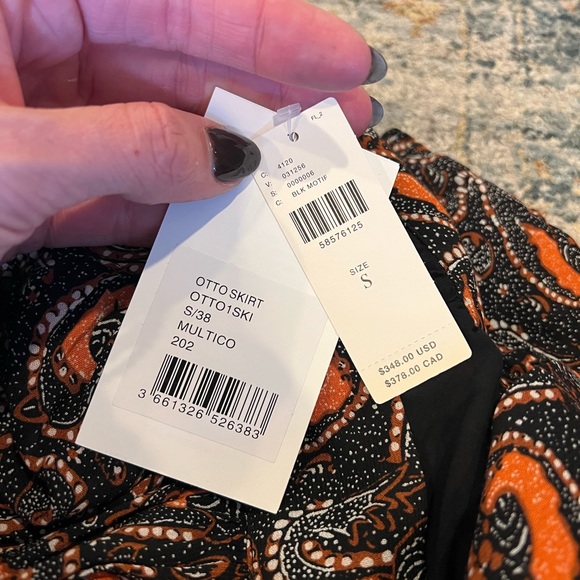 FL_2
C: 4120
V: 031256
S: 0000006
C: BLK MOTIF
58576125
SIZE
S
$348.00 USD
$378.00 CAD
OTTO SKIRT
OTTO1SKI
S/38
MULTICO
202
3 661326 526383